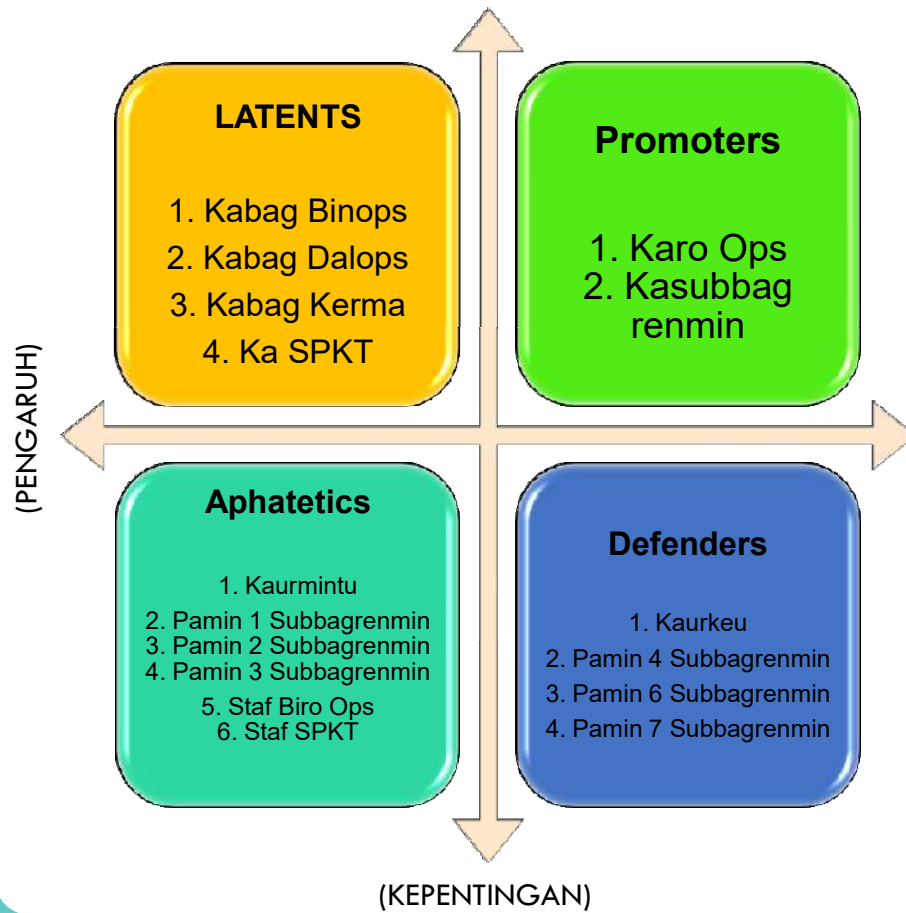 LATENTS
1. Kabag Binops
2. Kabag Dalops
3. Kabag Kerma
4. Ka SPKT
Promoters
1. Karo Ops
2. Kasubbag
renmin
(PENGARUH)
Aphatetics
1. Kaurmintu
2. Pamin 1 Subbagrenmin
3. Pamin 2 Subbagrenmin
4. Pamin 3 Subbagrenmin
5. Staf Biro Ops
6. Staf SPKT
Defenders
1. Kaurkeu
2. Pamin 4 Subbagrenmin
3. Pamin 6 Subbagrenmin
4. Pamin 7 Subbagrenmin
(KEPENTINGAN)